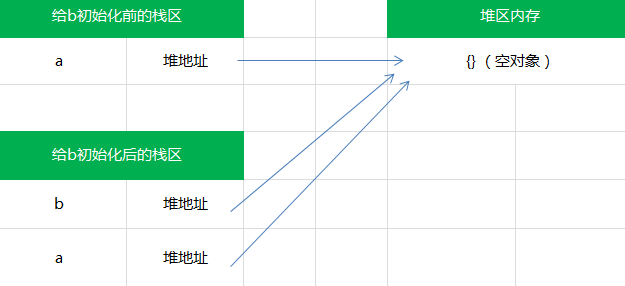 给b初始化前的栈区 堆区内存
a 堆地址 {}（空对象）
给b初始化后的栈区
b 堆地址
a 堆地址